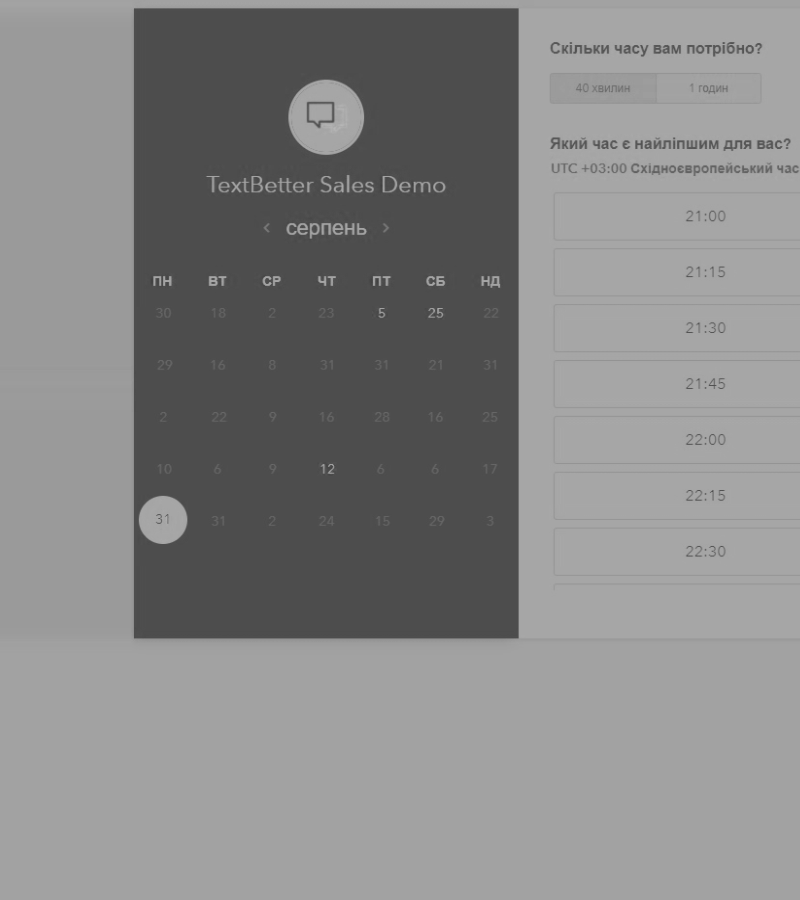 TextBetter Sales Demo
серпень
ПН ВТ СР ЧТ ПТ СБ НД
30 18 2 23 5 25 22
29 16 8 31 31 21 31
2 22 9 16 28 16 25
10 6 9 12 6 6 17
31 31 2 24 15 29 3
Скільки часу вам потрібно?
40 хвилин 1 годин
Який час є найліпшим для вас?
UTC +03:00 Східноєвропейський час
21:00
21:15
21:30
21:45
22:00
22:15
22:30